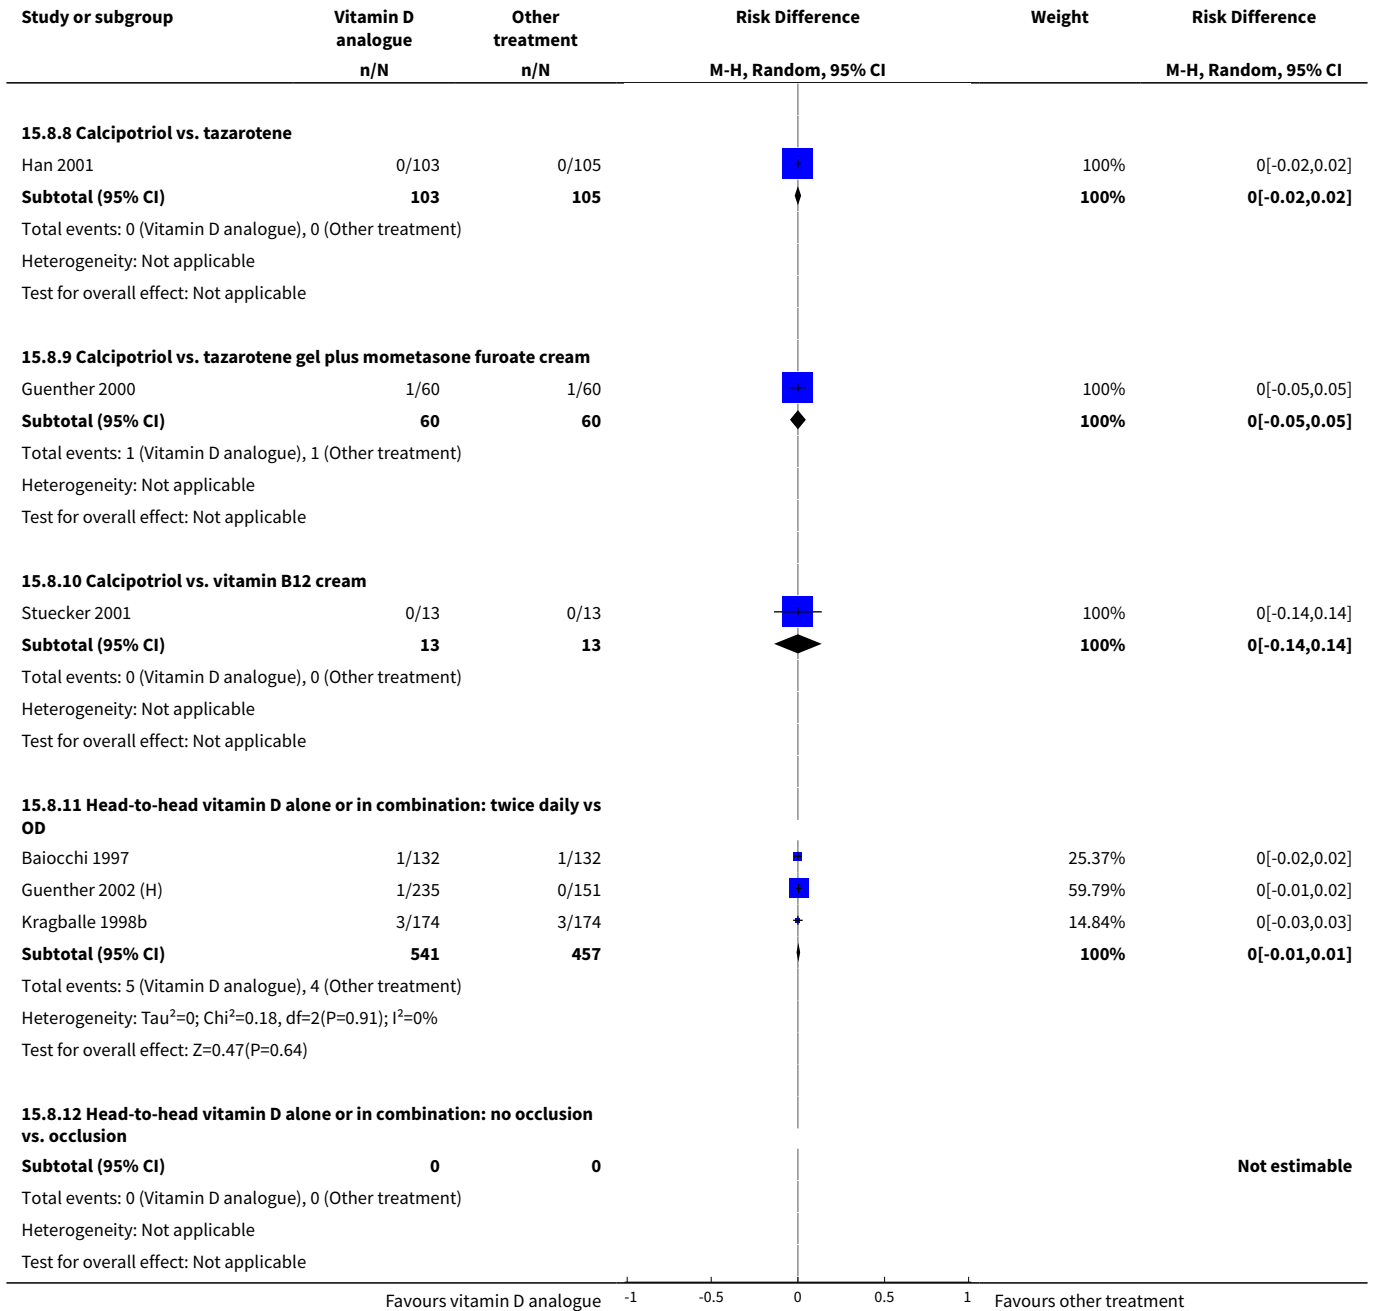 Study or subgroup Vitamin D analogue Other treatment Risk Difference Weight Risk Difference
n/N n/N M-H, Random, 95% CI M-H, Random, 95% CI
15.8.8 Calcipotriol vs. tazarotene
Han 2001 0/103 0/105 100% 0[-0.02,0.02]
Subtotal (95% CI) 103 105 100% 0[-0.02,0.02]
Total events: 0 (Vitamin D analogue), 0 (Other treatment)
Heterogeneity: Not applicable
Test for overall effect: Not applicable
15.8.9 Calcipotriol vs. tazarotene gel plus mometasone furoate cream
Guenther 2000 1/60 1/60 100% 0[-0.05,0.05]
Subtotal (95% CI) 60 60 100% 0[-0.05,0.05]
Total events: 1 (Vitamin D analogue), 1 (Other treatment)
Heterogeneity: Not applicable
Test for overall effect: Not applicable
15.8.10 Calcipotriol vs. vitamin B12 cream
Stuecker 2001 0/13 0/13 100% 0[-0.14,0.14]
Subtotal (95% CI) 13 13 100% 0[-0.14,0.14]
Total events: 0 (Vitamin D analogue), 0 (Other treatment)
Heterogeneity: Not applicable
Test for overall effect: Not applicable
15.8.11 Head-to-head vitamin D alone or in combination: twice daily vs
OD
Baiocchi 1997 1/132 1/132 25.37% 0[-0.02,0.02]
Guenther 2002 (H) 1/235 0/151 59.79% 0[-0.01,0.02]
Kragballe 1998b 3/174 3/174 14.84% 0[-0.03,0.03]
Subtotal (95% CI) 541 457 100% 0[-0.01,0.01]
Total events: 5 (Vitamin D analogue), 4 (Other treatment)
Heterogeneity: Tau²=0; Chi²=0.18, df=2(P=0.91); I²=0%
Test for overall effect: Z=0.47(P=0.64)
15.8.12 Head-to-head vitamin D alone or in combination: no occlusion
vs. occlusion
Subtotal (95% CI) 0 0 Not estimable
Total events: 0 (Vitamin D analogue), 0 (Other treatment)
Heterogeneity: Not applicable
Test for overall effect: Not applicable
Favours vitamin D analogue -1 -0.5 0 0.5 1 Favours other treatment